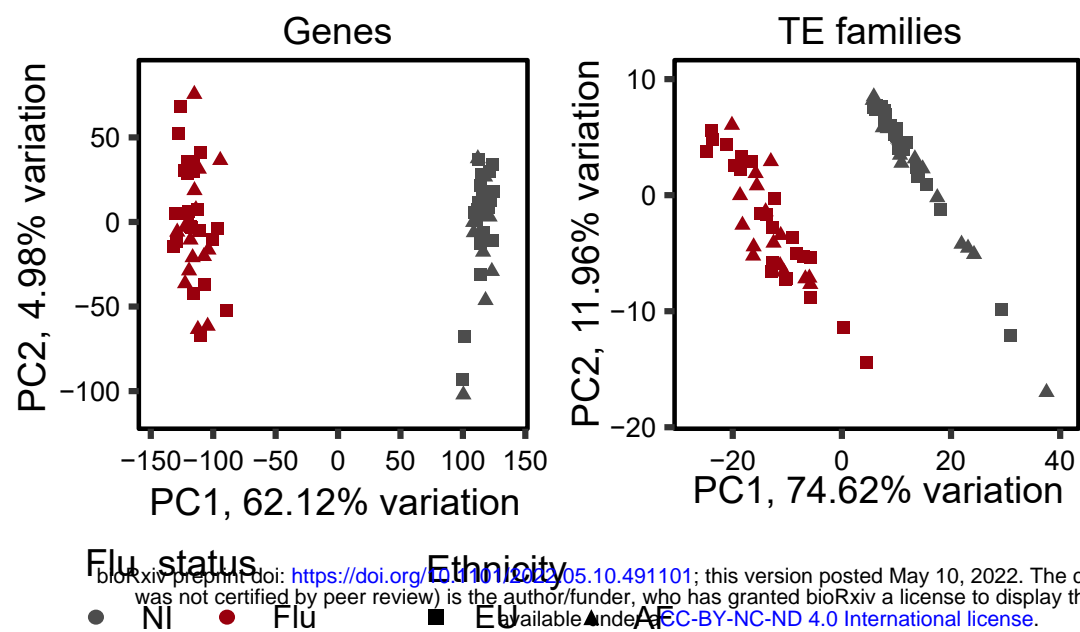 Genes
TE families
PC2, 4.98% variation
50
0
−50
−100
−150 −100 −50 0 50 100 150
PC1, 62.12% variation
PC2, 11.96% variation
10
0
−10
−20
−20 0 20 40
PC1, 74.62% variation
Flu_status
Ethnicity
bioRxiv preprint doi: https://doi.org/10.1101/2022.05.10.491101; this version posted May 10, 2022. The
was not certified by peer review) is the author/funder, who has granted bioRxiv a license to display
NI Flu EU AF
available under aCC-BY-NC-ND 4.0 International license.